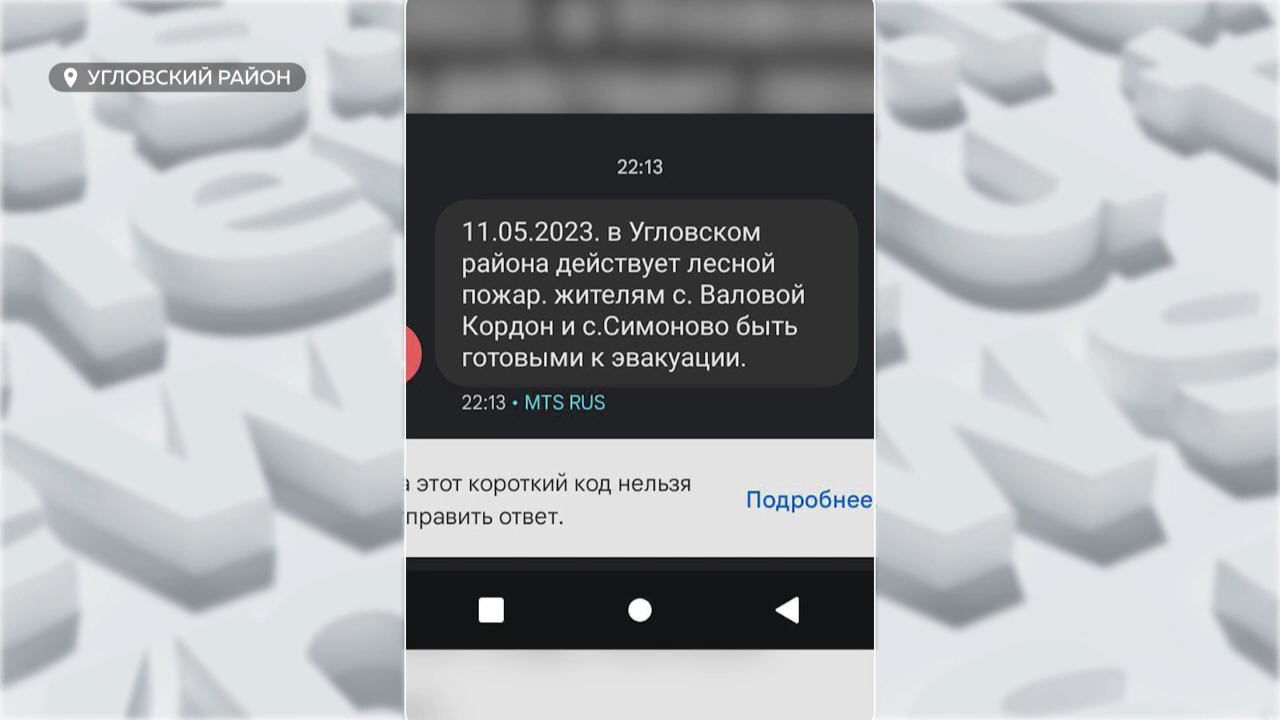 УГЛОВСКИЙ РАЙОН
22:13
11.05.2023. в Угловском
района действует лесной
пожар. жителям с. Валовой
Кордон и с.Симоново быть
готовыми к эвакуации.
22:13 • MTS RUS
а этот короткий код нельзя
править ответ.
Подробнее